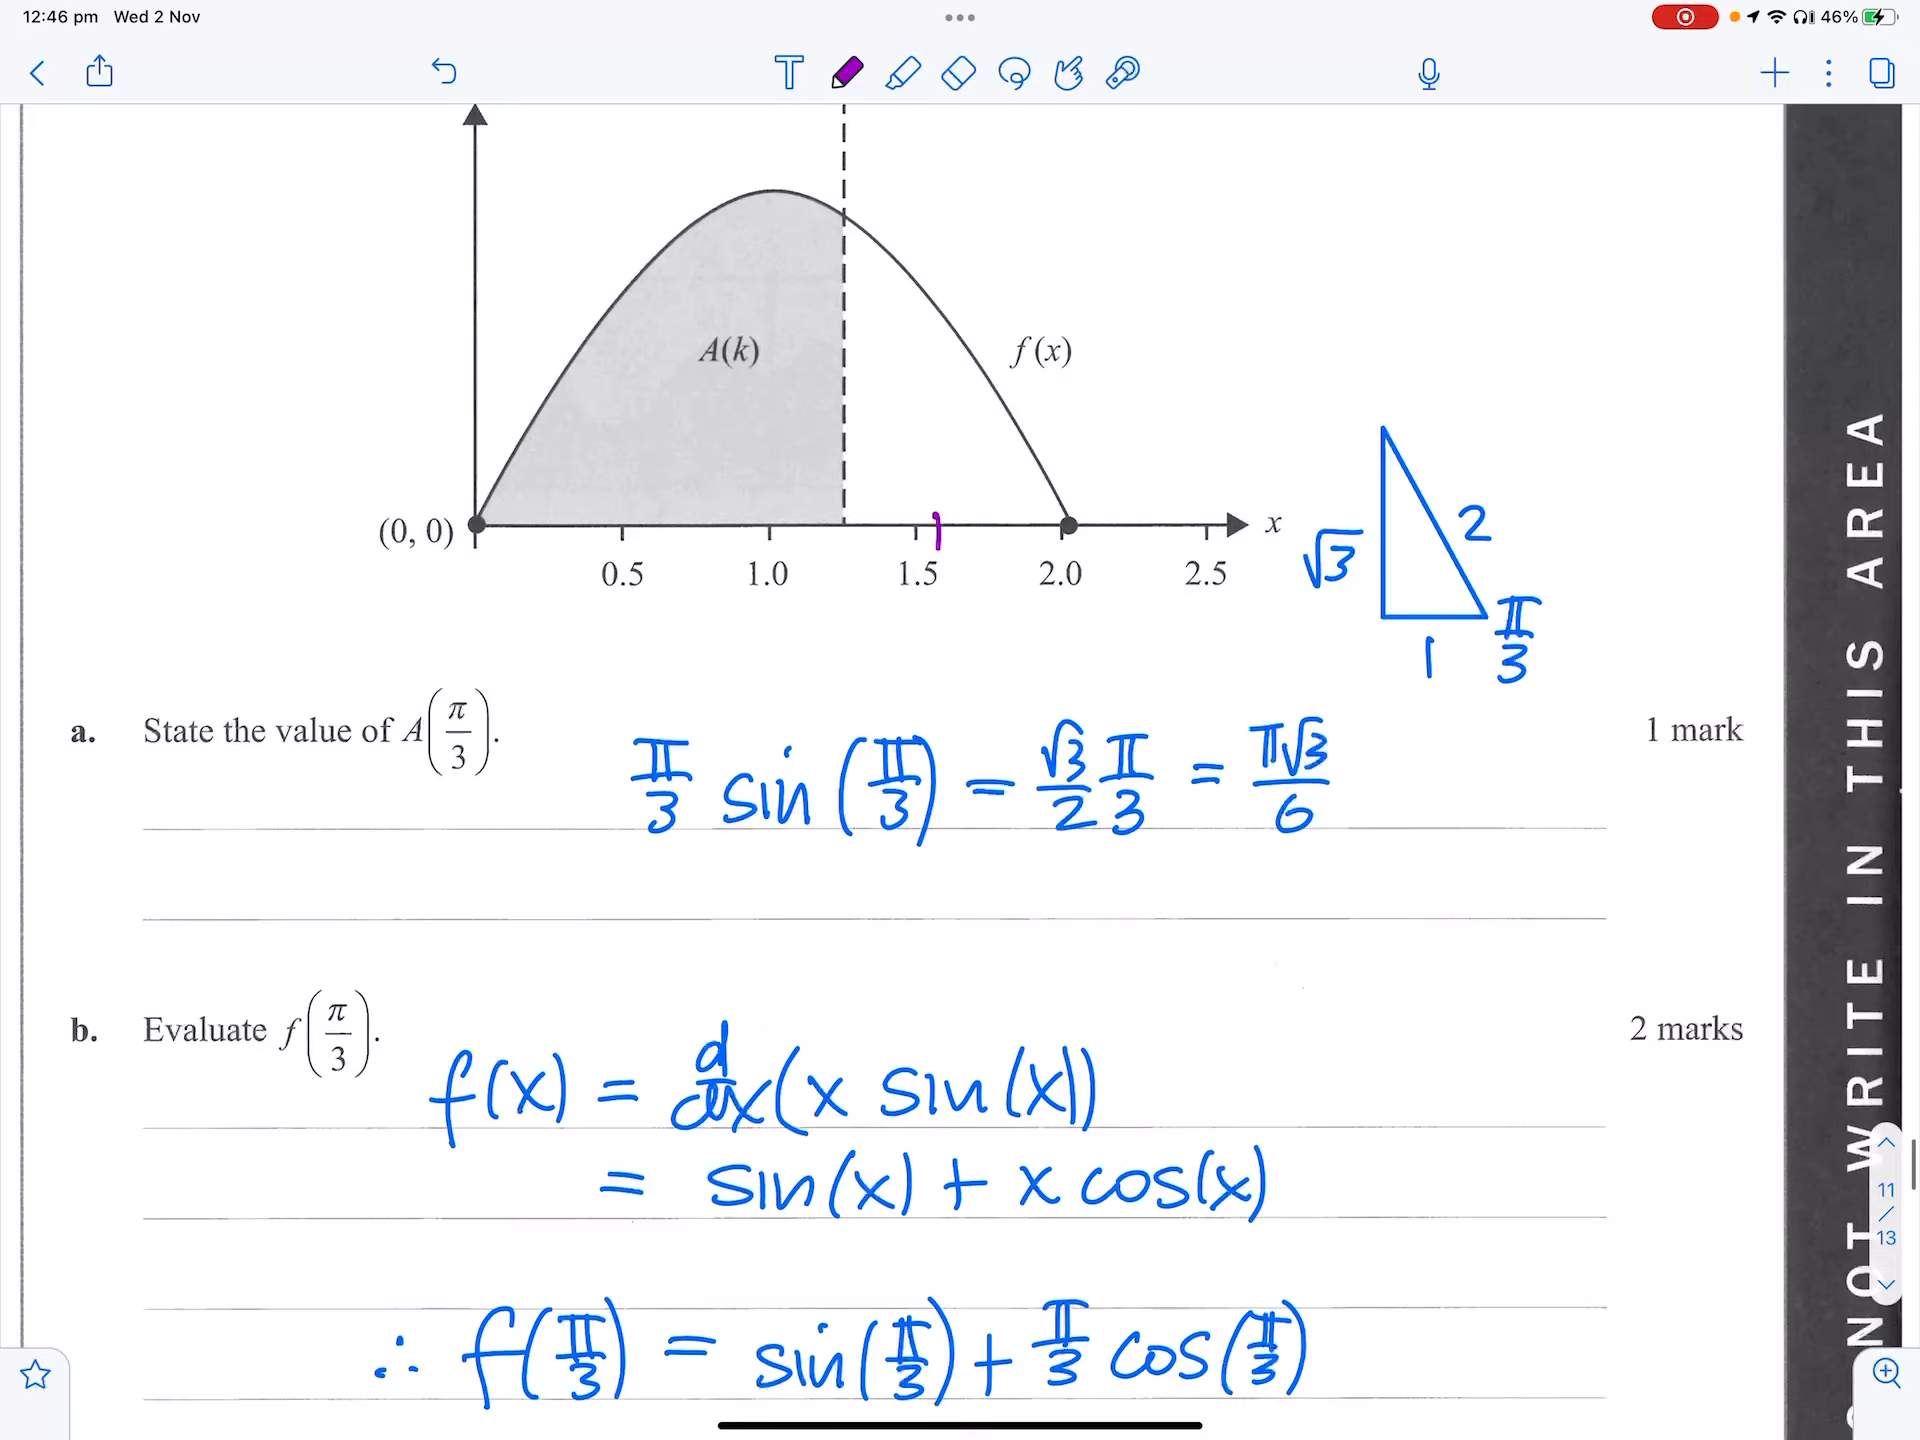 12:46 pm Wed 2 Nov
46%
A(k)
f(x)
(0, 0)
x
0.5 1.0 1.5 2.0 2.5
√3
2
1
π/3
a. State the value of A(π/3). 1 mark
π/3 sin(π/3) = √3/2 π/3 = π√3/6
b. Evaluate f(π/3). 2 marks
f(x) = d/dx(x sin(x))
= sin(x) + x cos(x)
∴ f(π/3) = sin(π/3) + π/3 cos(π/3)
NOT WRITE IN THIS AREA
11
/
13